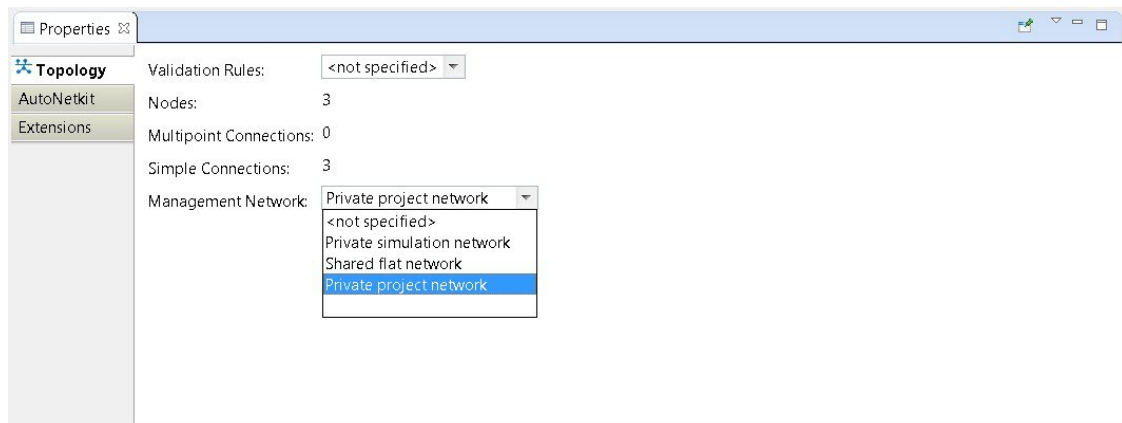 Properties
Topology
AutoNetkit
Extensions
Validation Rules: <not specified>
Nodes: 3
Multipoint Connections: 0
Simple Connections: 3
Management Network: Private project network
<not specified>
Private simulation network
Shared flat network
Private project network